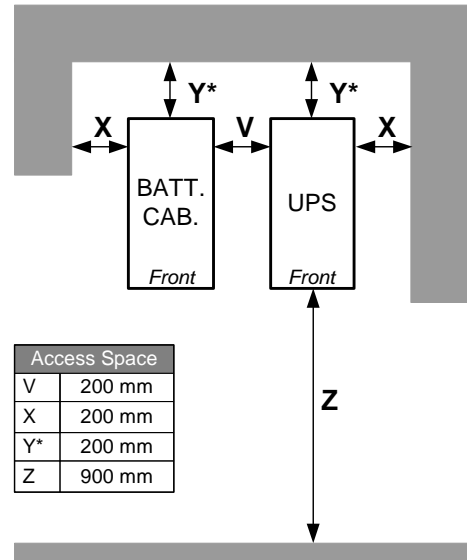 Y* Y*
X V X
BATT.
CAB.
UPS
Front Front
Z
Access Space
V 200 mm
X 200 mm
Y* 200 mm
Z 900 mm